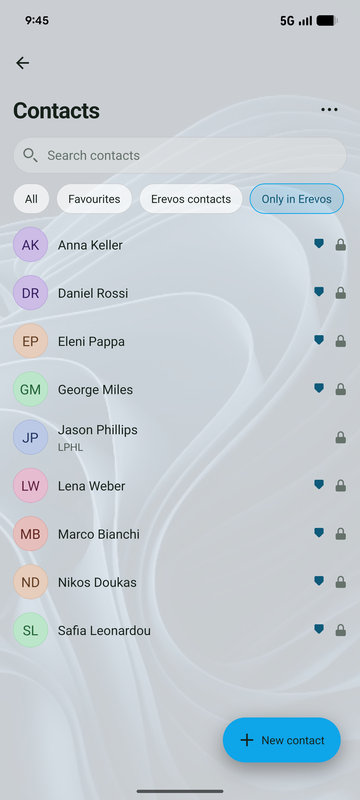 9:45
5G
Contacts
Search contacts
All
Favourites
Erevos contacts
Only in Erevos
AK
Anna Keller
DR
Daniel Rossi
EP
Eleni Pappa
GM
George Miles
JP
Jason Phillips
LPHL
LW
Lena Weber
MB
Marco Bianchi
ND
Nikos Doukas
SL
Safia Leonardou
New contact